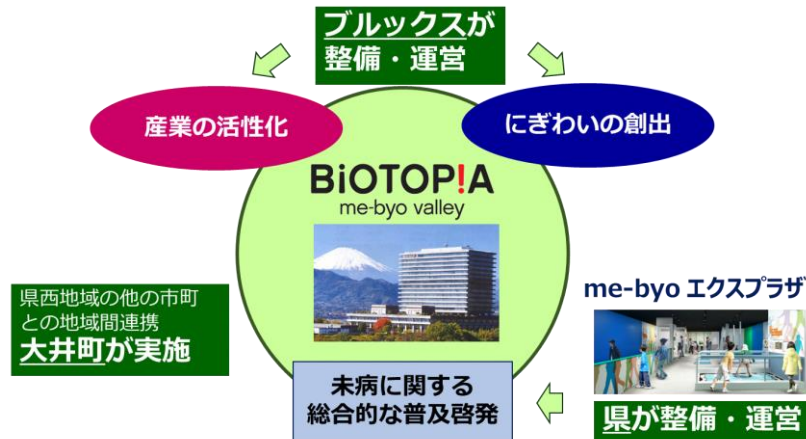 ブルックスが
整備・運営
産業の活性化
にぎわいの創出
BiOTOP!A
me-byo valley
県西地域の他の市町
との地域間連携
大井町が実施
me-byo エクスプラザ
未病に関する
総合的な普及啓発
県が整備・運営